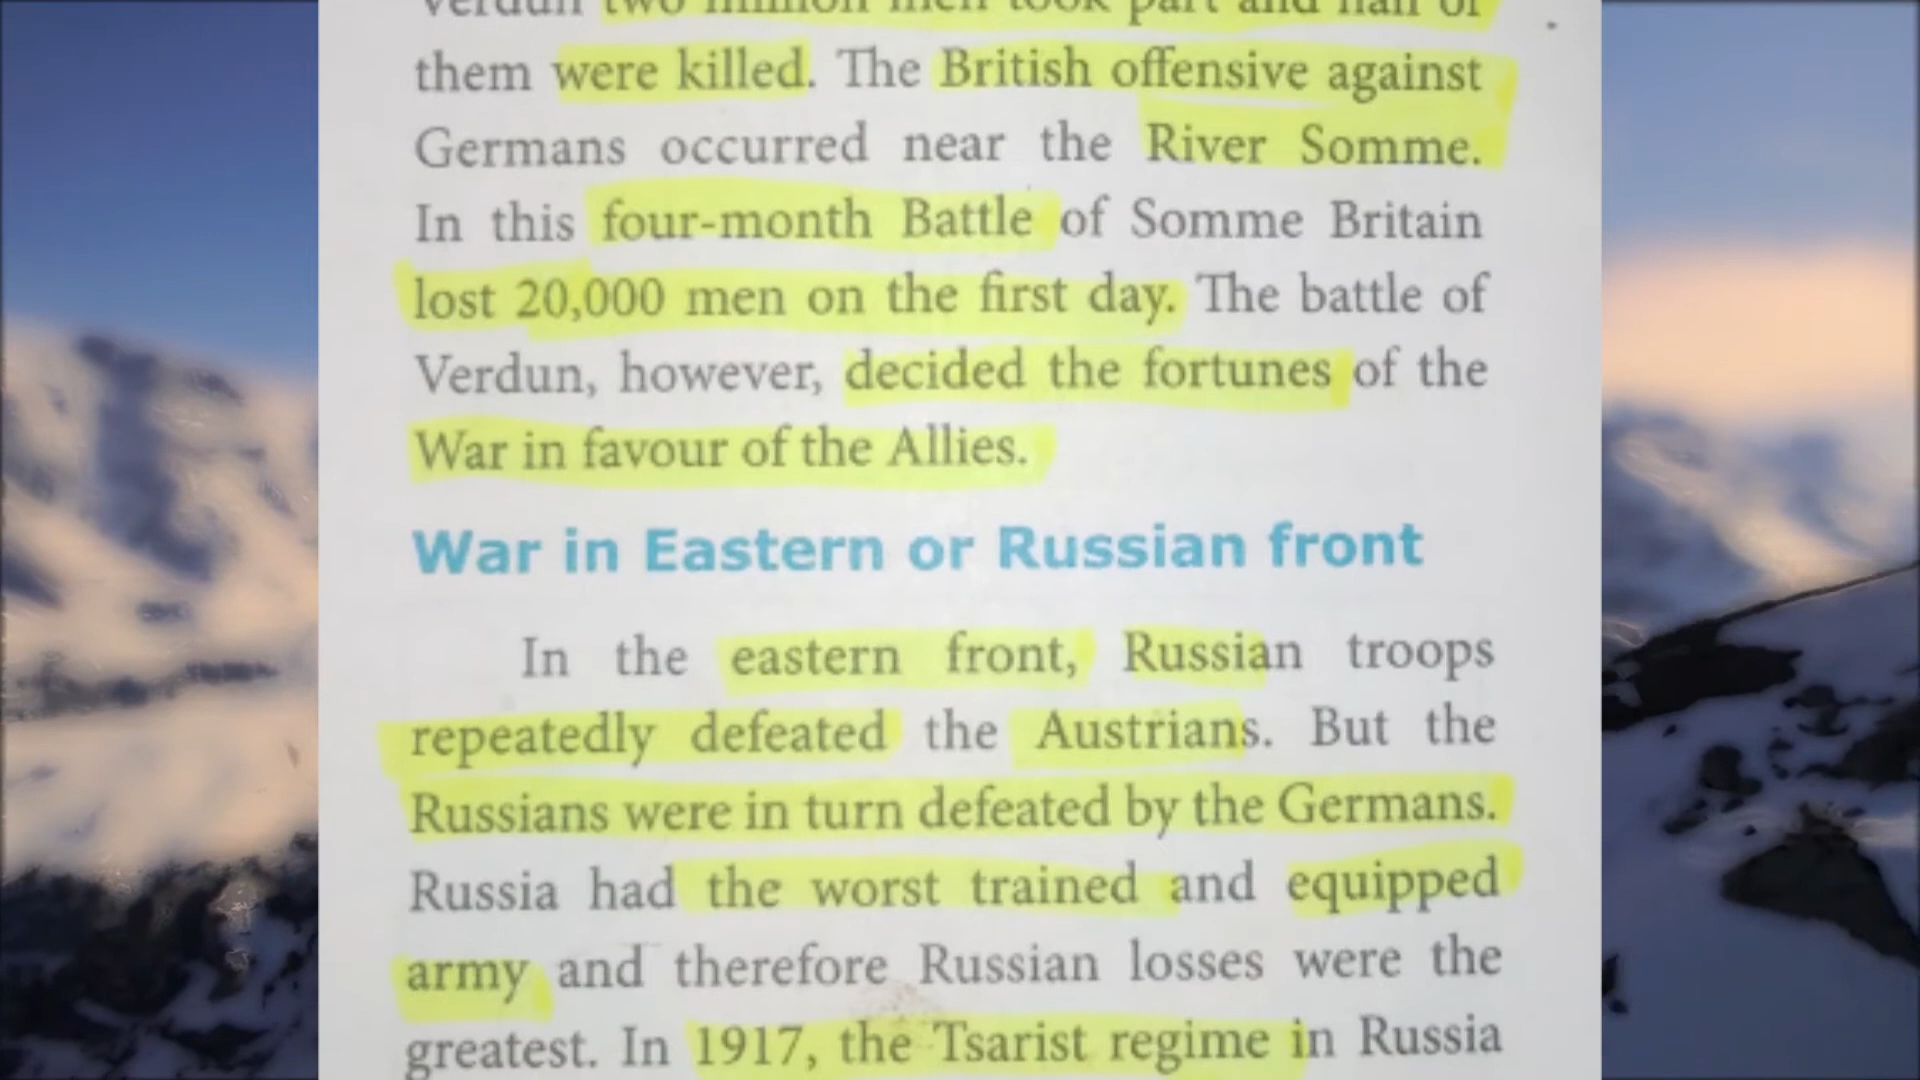 Verdun two million men took part and half of
them were killed. The British offensive against
Germans occurred near the River Somme.
In this four-month Battle of Somme Britain
lost 20,000 men on the first day. The battle of
Verdun, however, decided the fortunes of the
War in favour of the Allies.
War in Eastern or Russian front
In the eastern front, Russian troops
repeatedly defeated the Austrians. But the
Russians were in turn defeated by the Germans.
Russia had the worst trained and equipped
army and therefore Russian losses were the
greatest. In 1917, the Tsarist regime in Russia